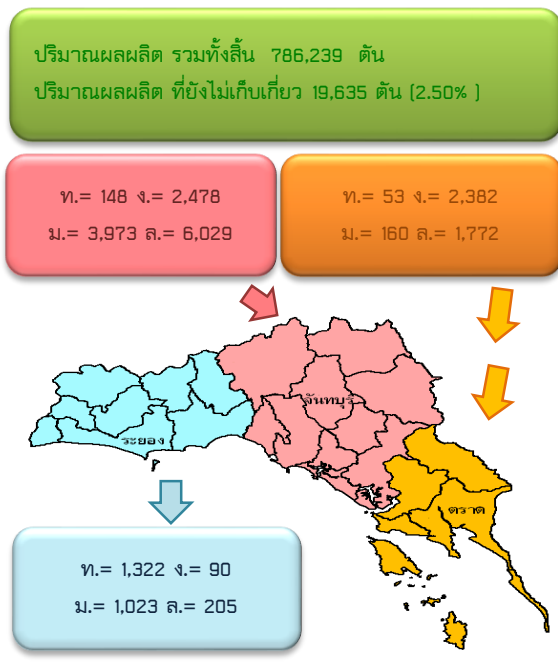 ปริมาณผลผลิต รวมทั้งสิ้น 786,239 ตัน
ปริมาณผลผลิต ที่ยังไม่เก็บเกี่ยว 19,635 ตัน (2.50% )
ท.= 148 ง.= 2,478
ม.= 3,973 ล.= 6,029
ท.= 53 ง.= 2,382
ม.= 160 ล.= 1,772
จันทบุรี
ระยอง
ตราด
ท.= 1,322 ง.= 90
ม.= 1,023 ล.= 205